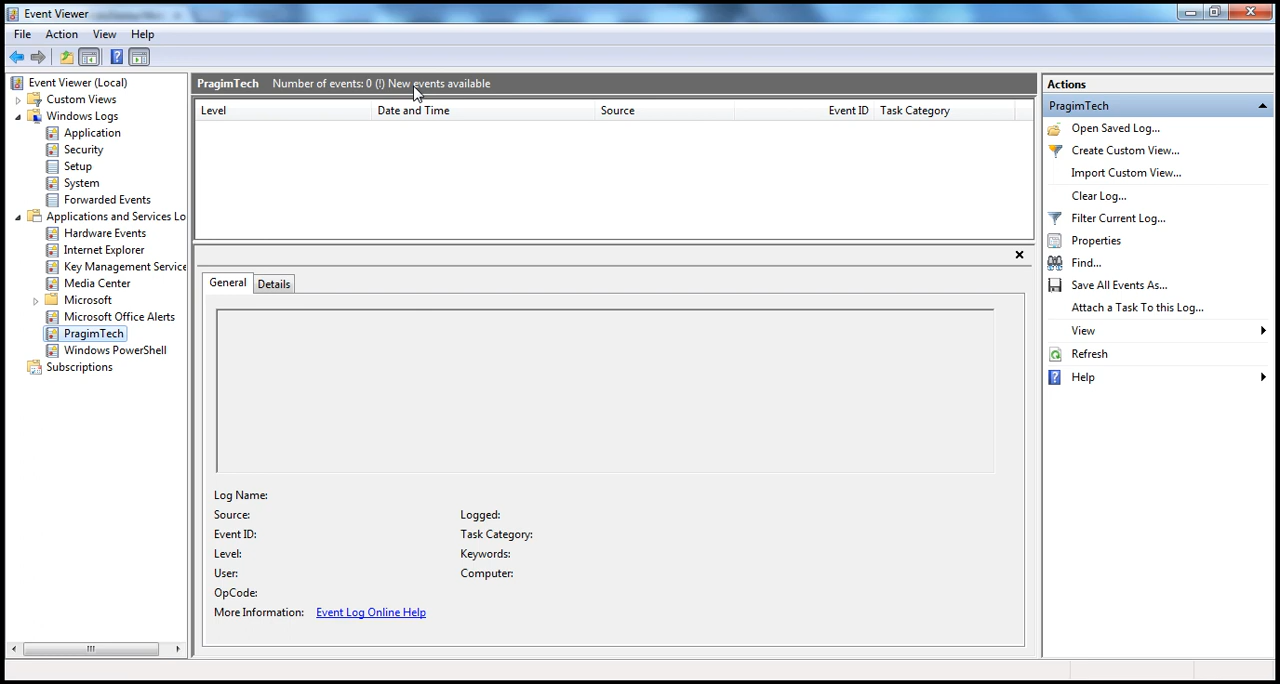 Event Viewer
File Action View Help
Event Viewer (Local)
Custom Views
Windows Logs
Application
Security
Setup
System
Forwarded Events
Applications and Services Lo
Hardware Events
Internet Explorer
Key Management Service
Media Center
Microsoft
Microsoft Office Alerts
PragimTech
Windows PowerShell
Subscriptions
PragimTech Number of events: 0 (!) New events available
Level Date and Time Source Event ID Task Category
General Details
Log Name:
Source: Logged:
Event ID: Task Category:
Level: Keywords:
User: Computer:
OpCode:
More Information: Event Log Online Help
Actions
PragimTech
Open Saved Log...
Create Custom View...
Import Custom View...
Clear Log...
Filter Current Log...
Properties
Find...
Save All Events As...
Attach a Task To this Log...
View
Refresh
Help